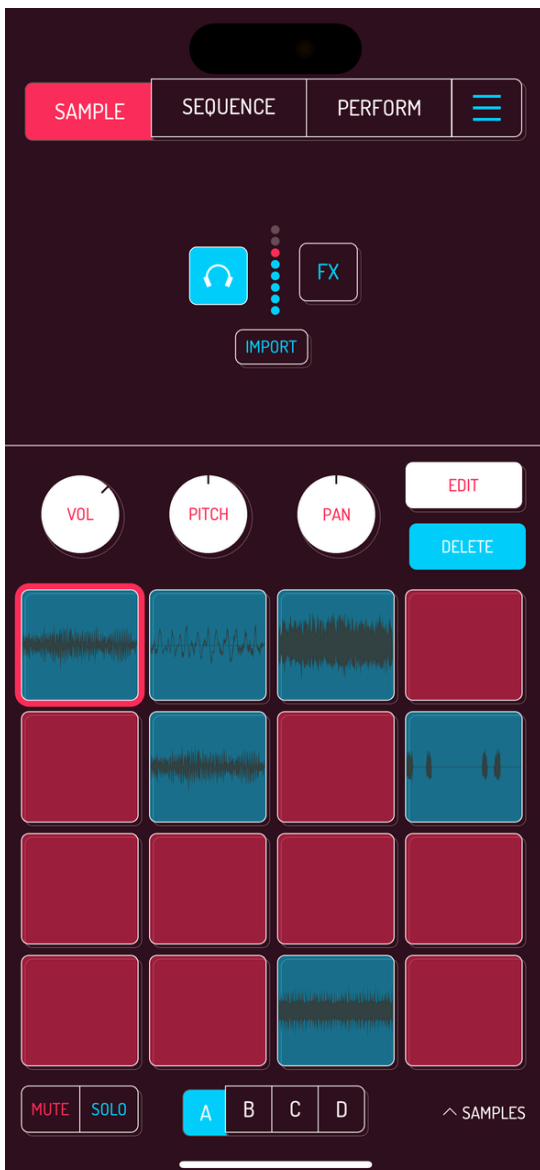 SAMPLE SEQUENCE PERFORM
FX
IMPORT
VOL PITCH PAN EDIT
DELETE
MUTE SOLO A B C D SAMPLES